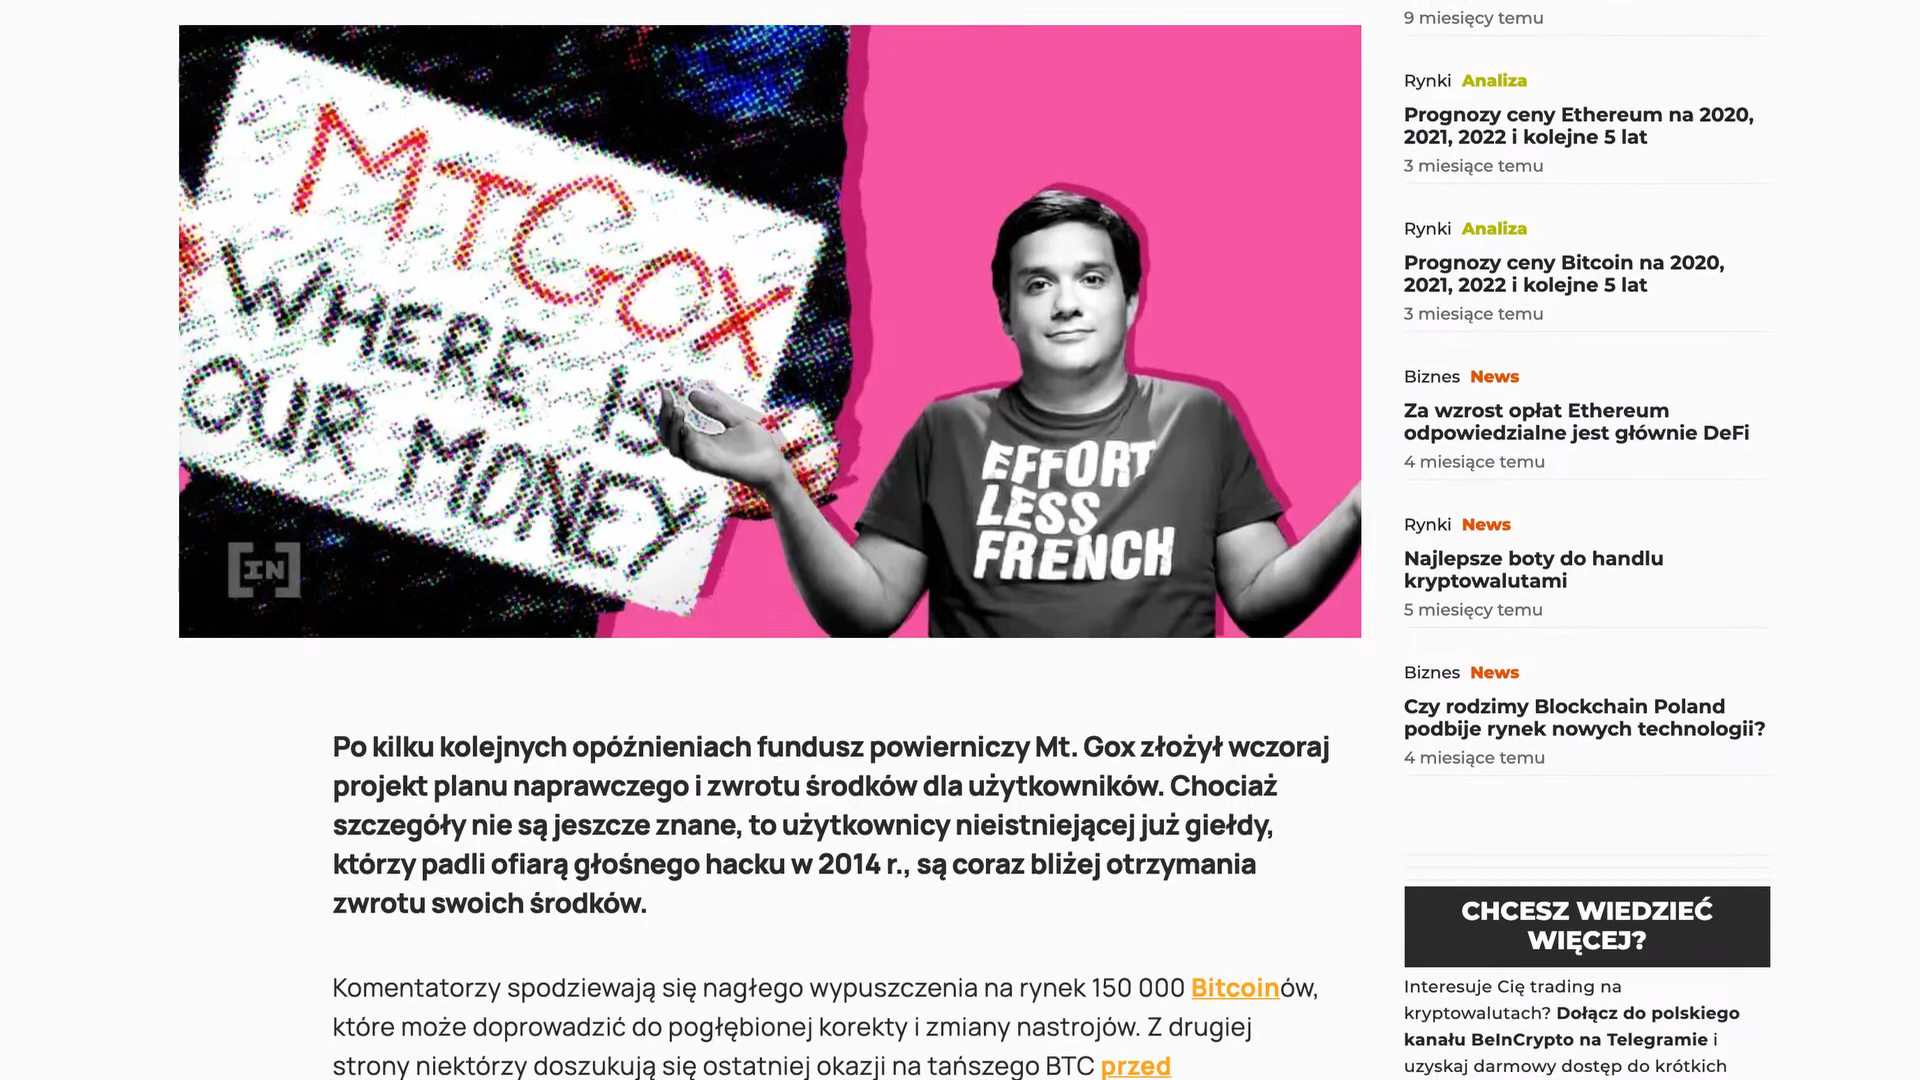 MTGOX
WHERE IS
OUR MONEY
EFFORT
LESS
FRENCH
[IN]
Po kilku kolejnych opóźnieniach fundusz powierniczy Mt. Gox złożył wczoraj
projekt planu naprawczego i zwrotu środków dla użytkowników. Chociaż
szczegóły nie są jeszcze znane, to użytkownicy nieistniejącej już giełdy,
którzy padli ofiarą głośnego hacku w 2014 r., są coraz bliżej otrzymania
zwrotu swoich środków.
Komentatorzy spodziewają się nagłego wypuszczenia na rynek 150 000 Bitcoinów,
które może doprowadzić do pogłębionej korekty i zmiany nastrojów. Z drugiej
strony niektórzy doszukują się ostatniej okazji na tańszego BTC przed
9 miesięcy temu
Rynki Analiza
Prognozy ceny Ethereum na 2020,
2021, 2022 i kolejne 5 lat
3 miesiące temu
Rynki Analiza
Prognozy ceny Bitcoin na 2020,
2021, 2022 i kolejne 5 lat
3 miesiące temu
Biznes News
Za wzrost opłat Ethereum
odpowiedzialne jest głównie DeFi
4 miesiące temu
Rynki News
Najlepsze boty do handlu
kryptowalutami
5 miesięcy temu
Biznes News
Czy rodzimy Blockchain Poland
podbije rynek nowych technologii?
4 miesiące temu
CHCESZ WIEDZIEĆ
WIĘCEJ?
Interesuje Cię trading na
kryptowalutach? Dołącz do polskiego
kanału BeInCrypto na Telegramie i
uzyskaj darmowy dostęp do krótkich